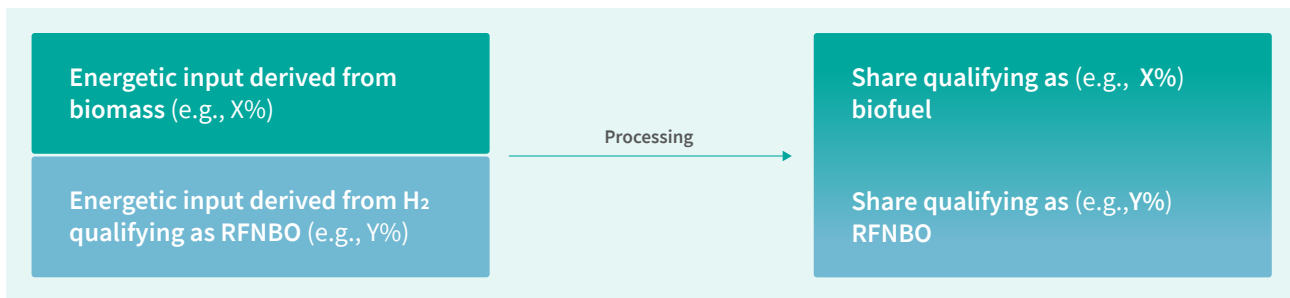 Energetic input derived from
biomass (e.g., X%)
Energetic input derived from H₂
qualifying as RFNBO (e.g., Y%)
Processing
Share qualifying as (e.g., X%)
biofuel
Share qualifying as (e.g.,Y%)
RFNBO